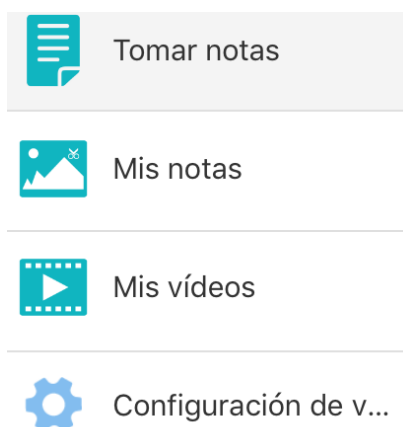 Tomar notas
Mis notas
Mis vídeos
Configuración de v...